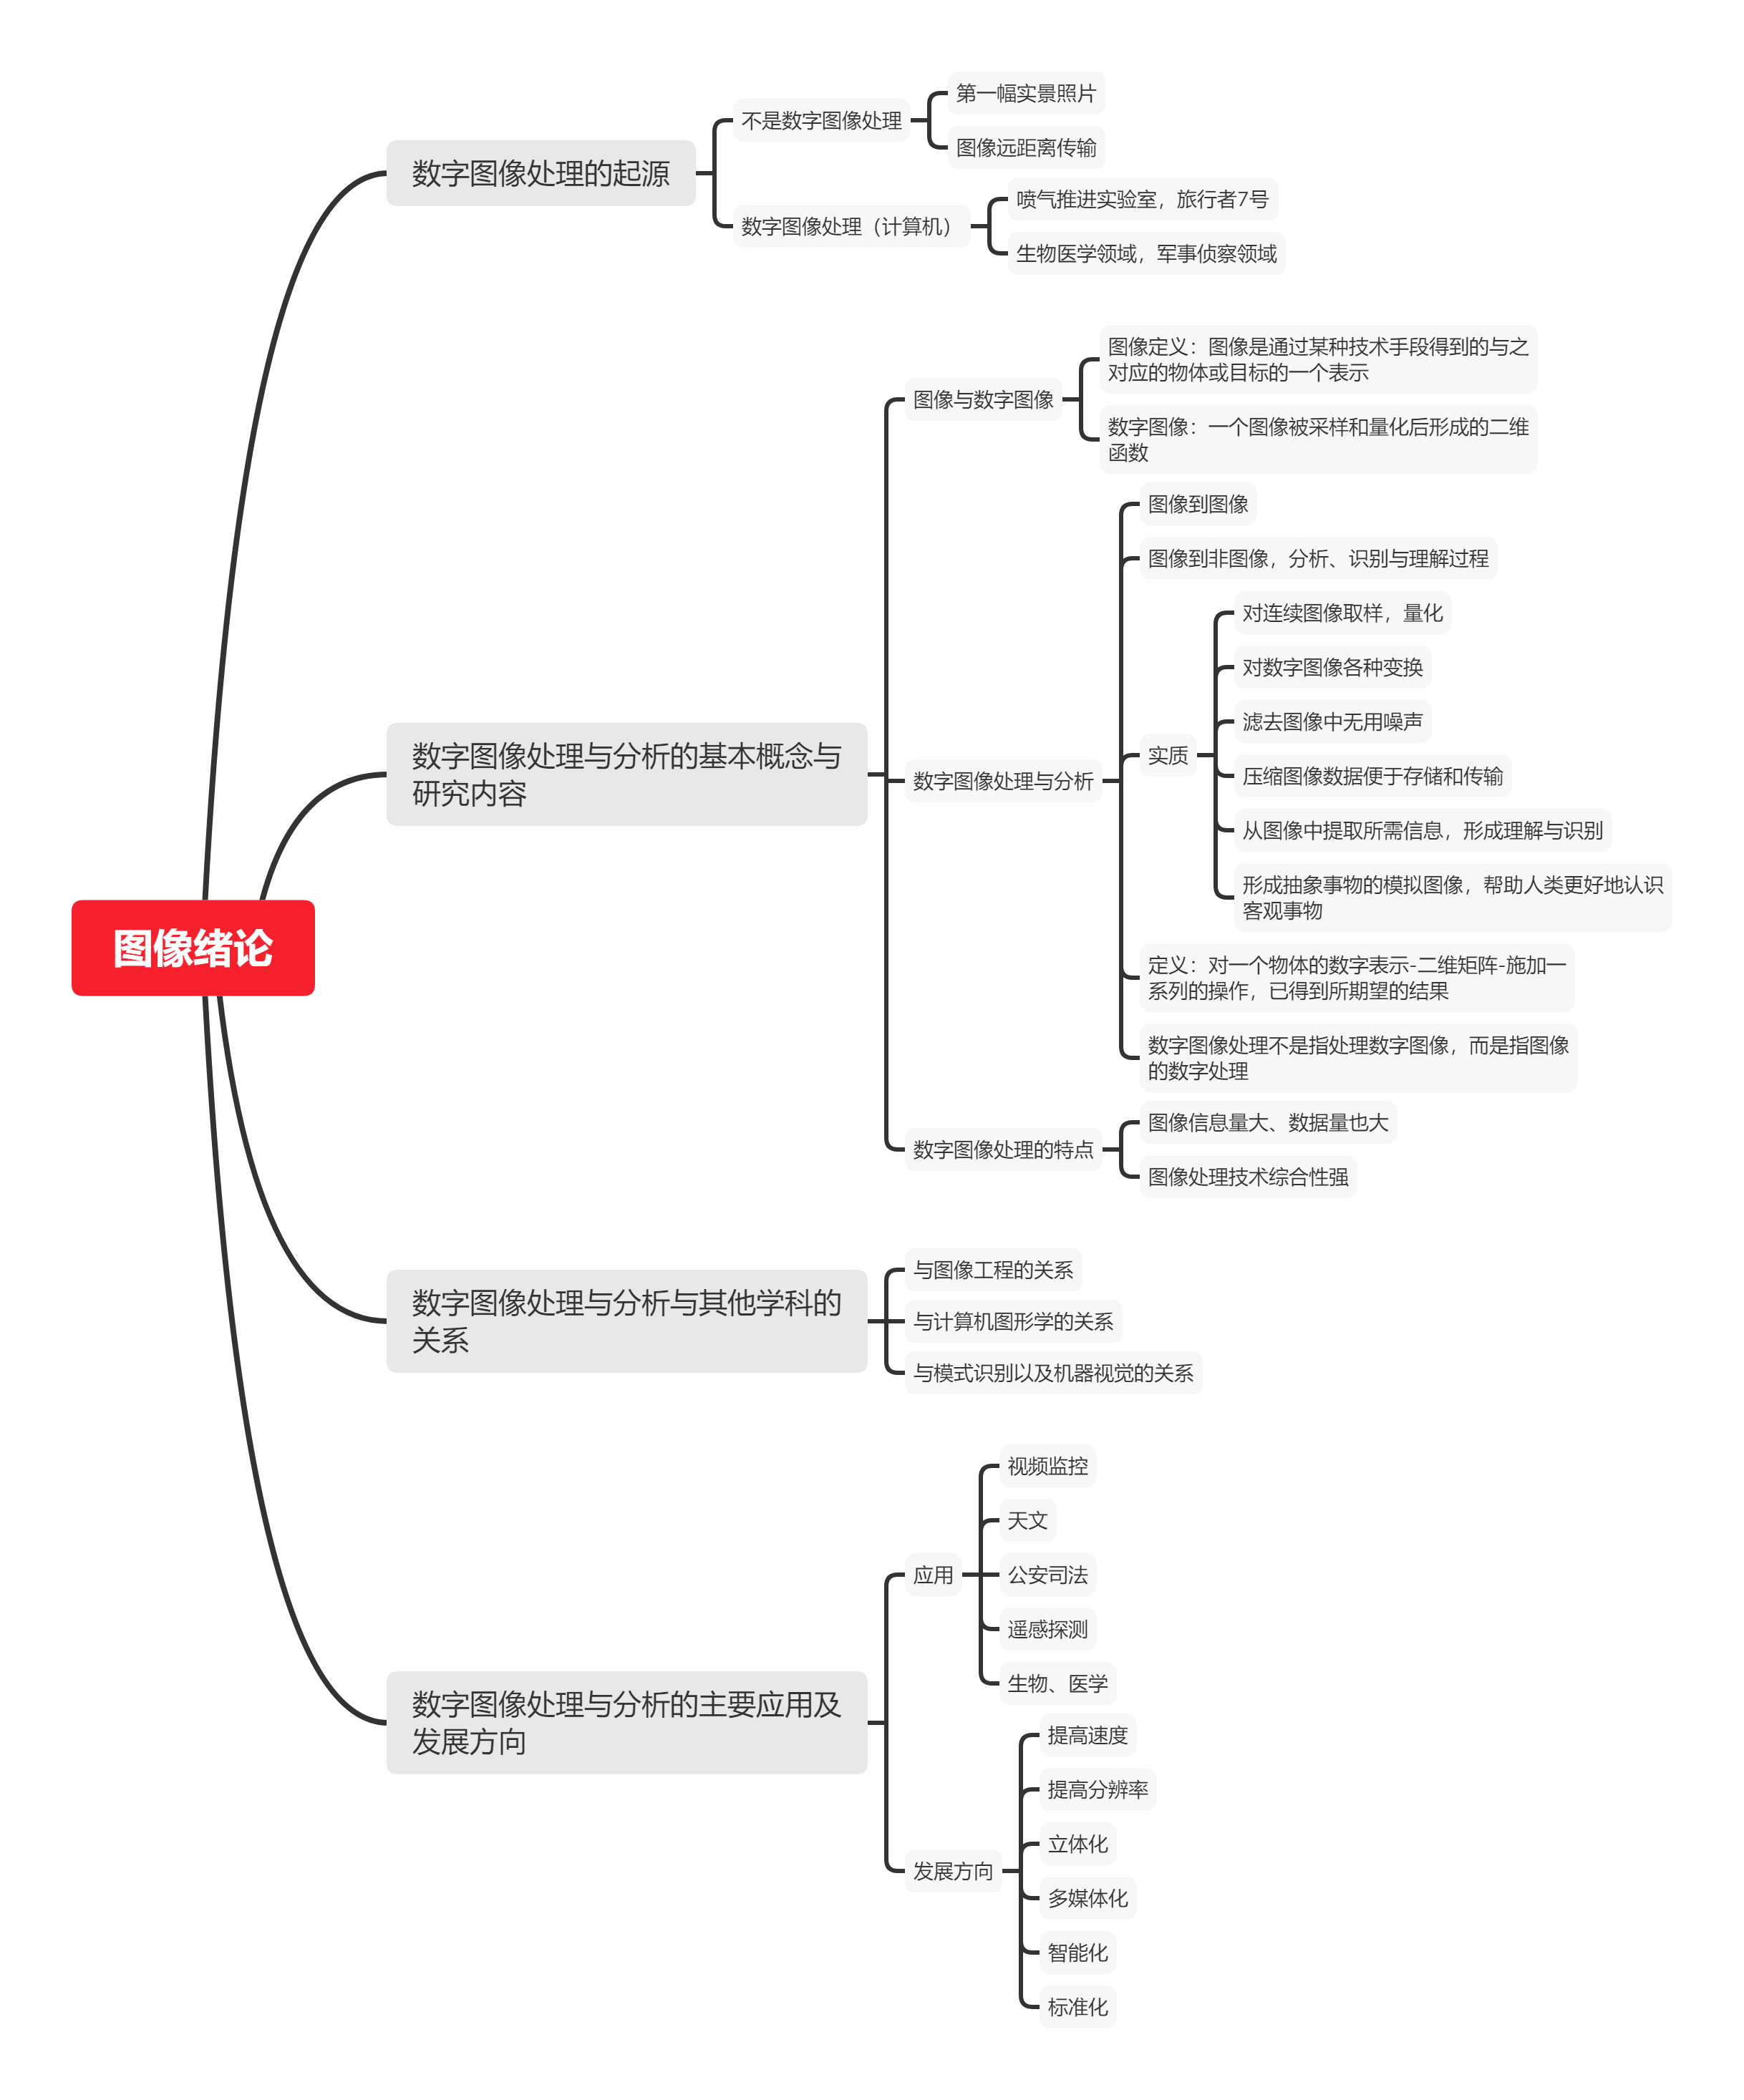 图像绪论
数字图像处理的起源
不是数字图像处理
第一幅实景照片
图像远距离传输
数字图像处理（计算机）
喷气推进实验室，旅行者7号
生物医学领域，军事侦察领域
数字图像处理与分析的基本概念与
研究内容
图像与数字图像
图像定义：图像是通过某种技术手段得到的与之
对应的物体或目标的一个表示
数字图像：一个图像被采样和量化后形成的二维
函数
数字图像处理与分析
图像到图像
图像到非图像，分析、识别与理解过程
实质
对连续图像取样，量化
对数字图像各种变换
滤去图像中无用噪声
压缩图像数据便于存储和传输
从图像中提取所需信息，形成理解与识别
形成抽象事物的模拟图像，帮助人类更好地认识
客观事物
定义：对一个物体的数字表示-二维矩阵-施加一
系列的操作，已得到所期望的结果
数字图像处理不是指处理数字图像，而是指图像
的数字处理
数字图像处理的特点
图像信息量大、数据量也大
图像处理技术综合性强
数字图像处理与分析与其他学科的
关系
与图像工程的关系
与计算机图形学的关系
与模式识别以及机器视觉的关系
数字图像处理与分析的主要应用及
发展方向
应用
视频监控
天文
公安司法
遥感探测
生物、医学
发展方向
提高速度
提高分辨率
立体化
多媒体化
智能化
标准化